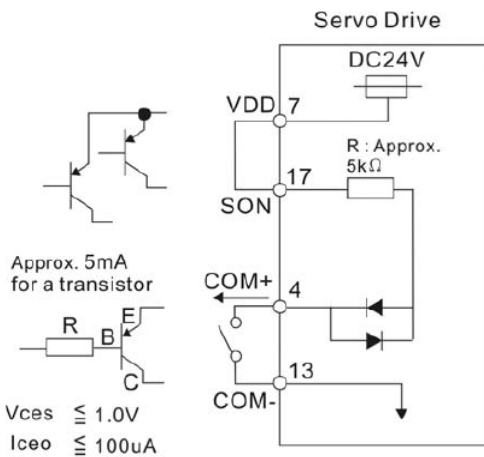 Servo Drive
DC24V
VDD 7
R : Approx.
5kΩ
17
SON
Approx. 5mA
for a transistor
COM+
4
R
B
E
C
13
COM-
Vces ≦ 1.0V
Iceo ≦ 100uA